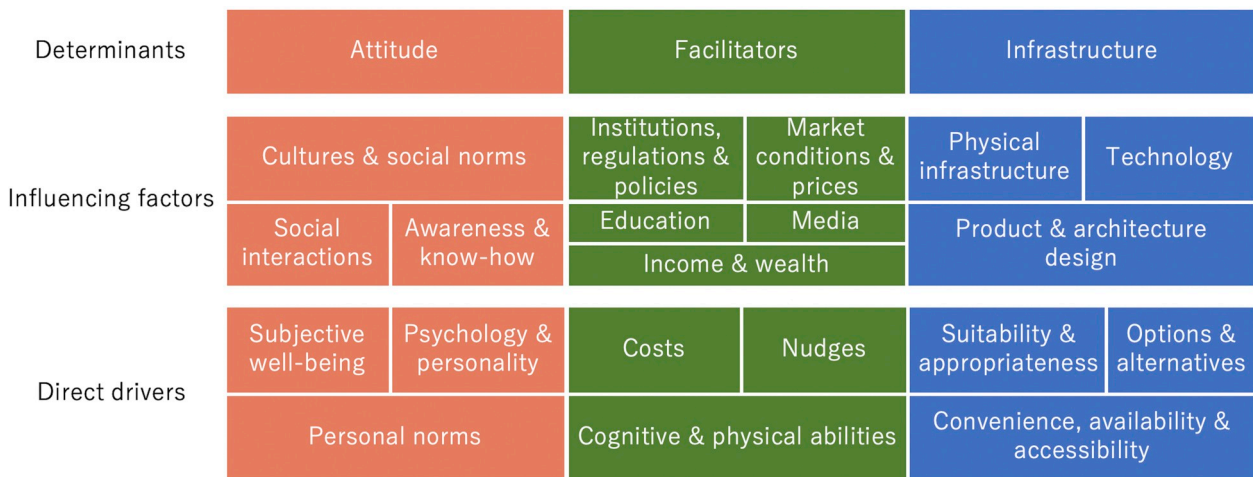 Determinants
Attitude
Facilitators
Infrastructure
Influencing factors
Cultures & social norms
Social
interactions
Awareness &
know-how
Institutions,
regulations &
policies
Market
conditions &
prices
Education
Media
Income & wealth
Physical
infrastructure
Technology
Product & architecture
design
Direct drivers
Subjective
well-being
Psychology &
personality
Personal norms
Costs
Nudges
Cognitive & physical abilities
Suitability &
appropriateness
Options &
alternatives
Convenience, availability &
accessibility